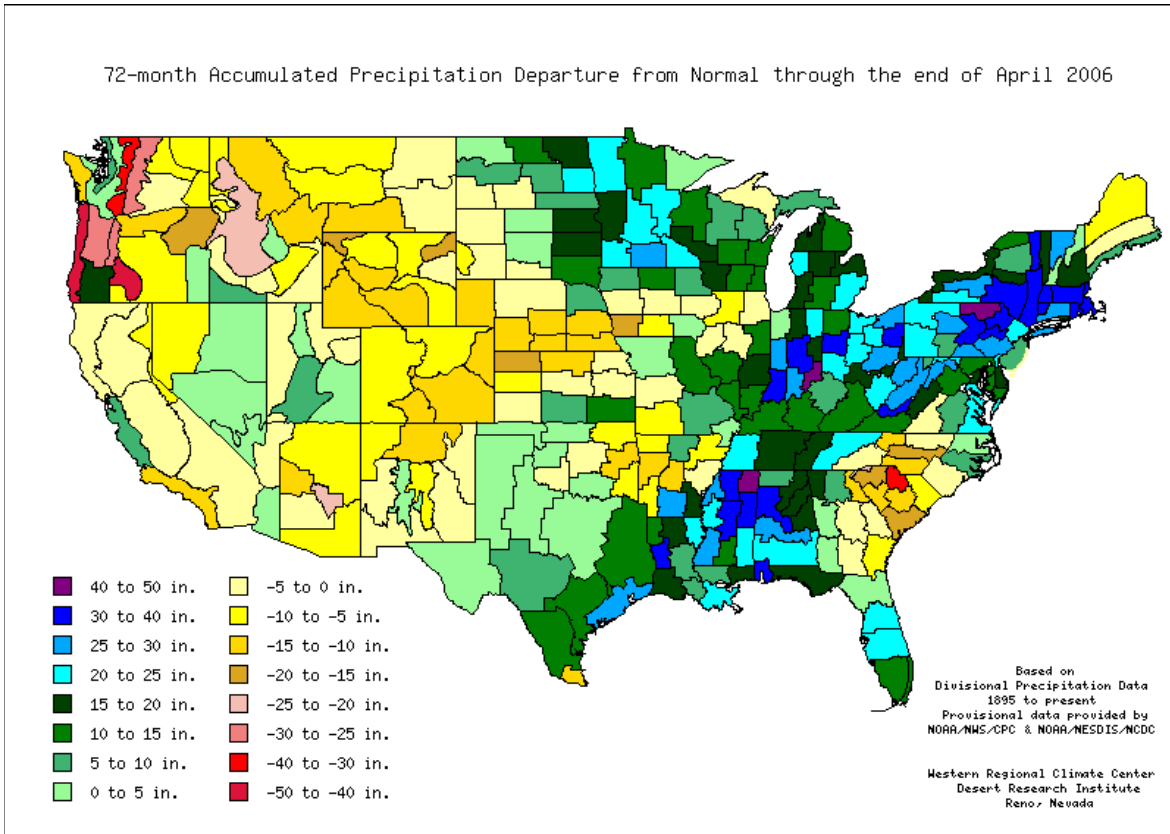 72-month Accumulated Precipitation Departure from Normal through the end of April 2006
40 to 50 in.
30 to 40 in.
25 to 30 in.
20 to 25 in.
15 to 20 in.
10 to 15 in.
5 to 10 in.
0 to 5 in.
-5 to 0 in.
-10 to -5 in.
-15 to -10 in.
-20 to -15 in.
-25 to -20 in.
-30 to -25 in.
-40 to -30 in.
-50 to -40 in.
Based on
Divisional Precipitation Data
1895 to present
Provisional data provided by
NOAA/NWS/CPC & NOAA/NESDIS/NCDC
Western Regional Climate Center
Desert Research Institute
Reno, Nevada